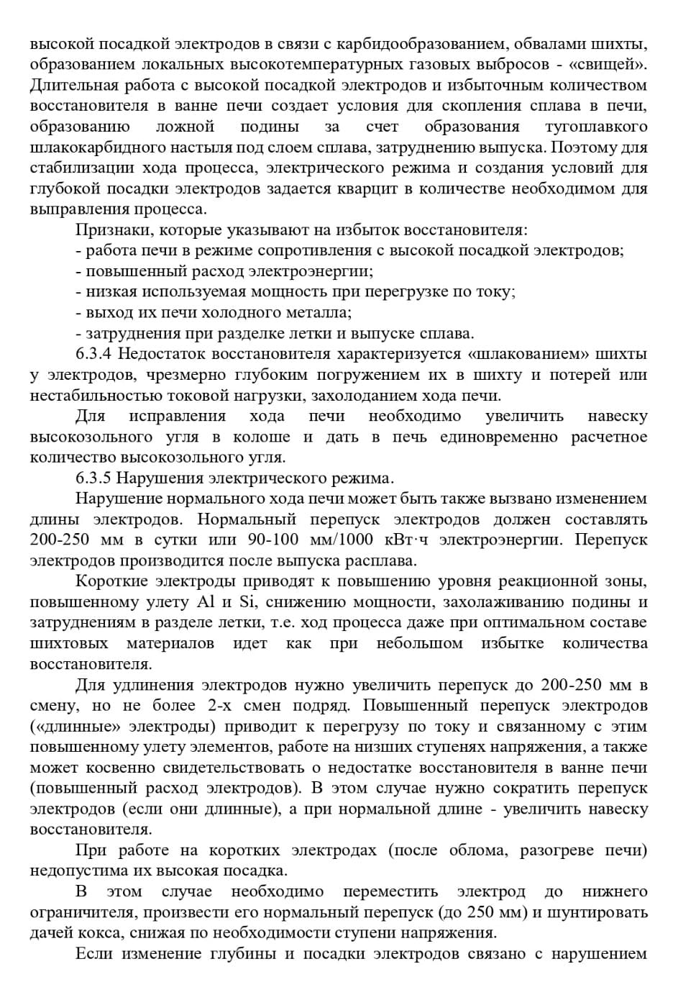 высокой посадкой электродов в связи с карбидообразованием, обвалами шихты,
образованием локальных высокотемпературных газовых выбросов - «свищей».
Длительная работа с высокой посадкой электродов и избыточным количеством
восстановителя в ванне печи создает условия для скопления сплава в печи,
образованию ложной подины за счет образования тугоплавкого
шлакокарбидного настыля под слоем сплава, затруднению выпуска. Поэтому для
стабилизации хода процесса, электрического режима и создания условий для
глубокой посадки электродов задается кварцит в количестве необходимом для
выправления процесса.
Признаки, которые указывают на избыток восстановителя:
- работа печи в режиме сопротивления с высокой посадкой электродов;
- повышенный расход электроэнергии;
- низкая используемая мощность при перегрузке по току;
- выход их печи холодного металла;
- затруднения при разделке летки и выпуске сплава.
6.3.4 Недостаток восстановителя характеризуется «шлакованием» шихты
у электродов, чрезмерно глубоким погружением их в шихту и потерей или
нестабильностью токовой нагрузки, захолоданием хода печи.
Для исправления хода печи необходимо увеличить навеску
высокозольного угля в колоше и дать в печь единовременно расчетное
количество высокозольного угля.
6.3.5 Нарушения электрического режима.
Нарушение нормального хода печи может быть также вызвано изменением
длины электродов. Нормальный перепуск электродов должен составлять
200-250 мм в сутки или 90-100 мм/1000 кВт·ч электроэнергии. Перепуск
электродов производится после выпуска расплава.
Короткие электроды приводят к повышению уровня реакционной зоны,
повышенному улету Al и Si, снижению мощности, захолаживанию подины и
затруднениям в разделе летки, т.е. ход процесса даже при оптимальном составе
шихтовых материалов идет как при небольшом избытке количества
восстановителя.
Для удлинения электродов нужно увеличить перепуск до 200-250 мм в
смену, но не более 2-х смен подряд. Повышенный перепуск электродов
(«длинные» электроды) приводит к перегрузу по току и связанному с этим
повышенному улету элементов, работе на низших ступенях напряжения, а также
может косвенно свидетельствовать о недостатке восстановителя в ванне печи
(повышенный расход электродов). В этом случае нужно сократить перепуск
электродов (если они длинные), а при нормальной длине - увеличить навеску
восстановителя.
При работе на коротких электродах (после облома, разогреве печи)
недопустима их высокая посадка.
В этом случае необходимо переместить электрод до нижнего
ограничителя, произвести его нормальный перепуск (до 250 мм) и шунтировать
дачей кокса, снижая по необходимости ступени напряжения.
Если изменение глубины и посадки электродов связано с нарушением